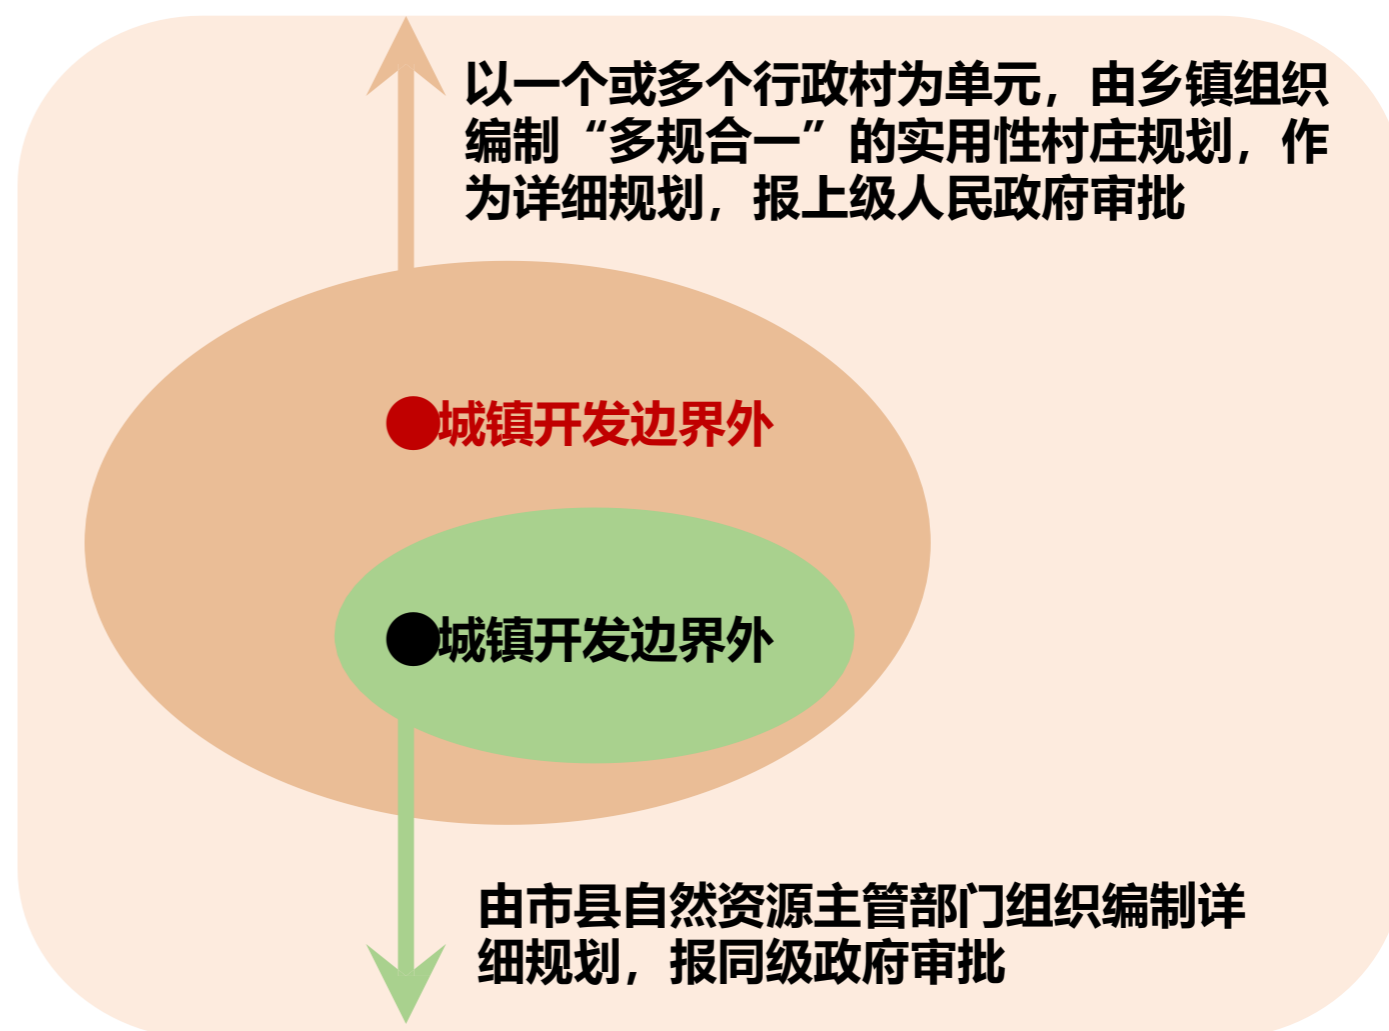 以一个或多个行政村为单元，由乡镇组织
编制“多规合一”的实用性村庄规划，作
为详细规划，报上级人民政府审批
城镇开发边界外
城镇开发边界外
由市县自然资源主管部门组织编制详
细规划，报同级政府审批